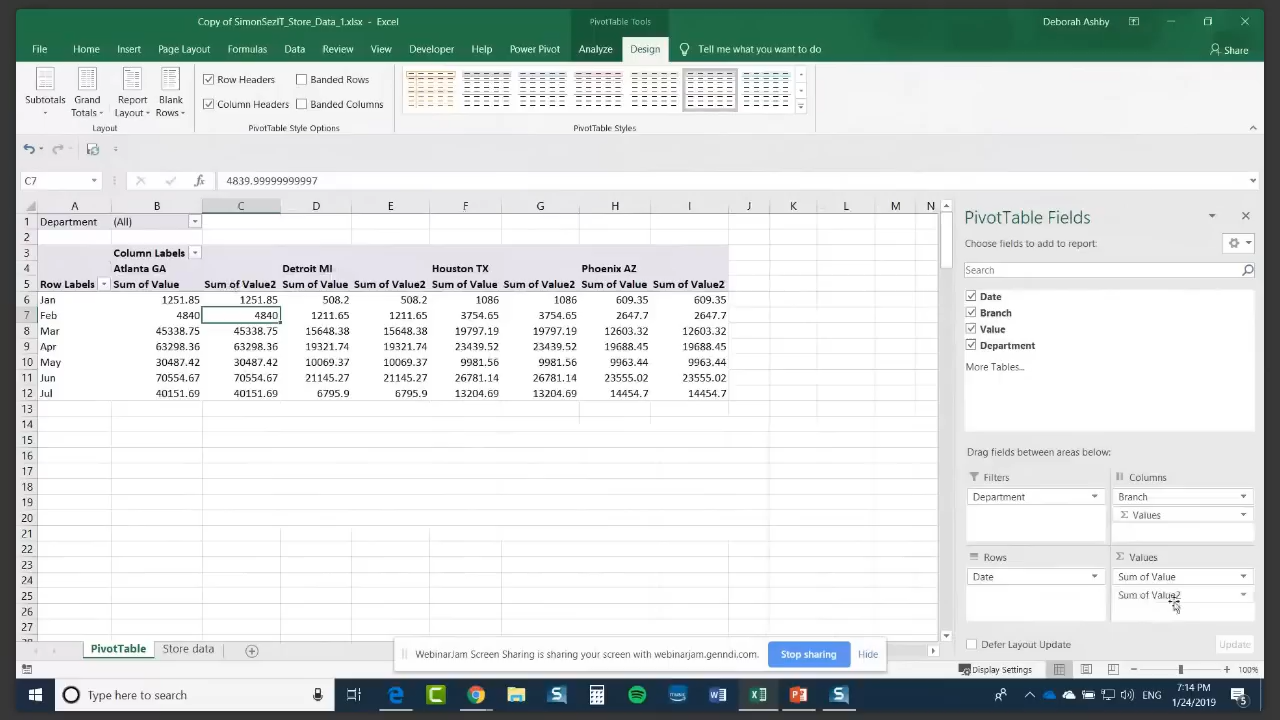 Copy of SimonSezIT_Store_Data_1.xlsx - Excel
PivotTable Tools
Deborah Ashby
File Home Insert Page Layout Formulas Data Review View Developer Help Power Pivot Analyze Design Tell me what you want to do Share
Subtotals Grand Totals Report Layout Blank Rows
Row Headers Banded Rows
Column Headers Banded Columns
Layout PivotTable Style Options PivotTable Styles
C7 fx 4839.99999999997
A B C D E F G H I J K L M N
1 Department (All)
2
3 Column Labels
4 Atlanta GA Detroit MI Houston TX Phoenix AZ
5 Row Labels Sum of Value Sum of Value2 Sum of Value Sum of Value2 Sum of Value Sum of Value2 Sum of Value Sum of Value2
6 Jan 1251.85 1251.85 508.2 508.2 1086 1086 609.35 609.35
7 Feb 4840 4840 1211.65 1211.65 3754.65 3754.65 2647.7 2647.7
8 Mar 45338.75 45338.75 15648.38 15648.38 19797.19 19797.19 12603.32 12603.32
9 Apr 63298.36 63298.36 19321.74 19321.74 23439.52 23439.52 19688.45 19688.45
10 May 30487.42 30487.42 10069.37 10069.37 9981.56 9981.56 9963.44 9963.44
11 Jun 70554.67 70554.67 21145.27 21145.27 26781.14 26781.14 23555.02 23555.02
12 Jul 40151.69 40151.69 6795.9 6795.9 13204.69 13204.69 14454.7 14454.7
13
14
15
16
17
18
19
20
21
22
23
24
25
26
27
PivotTable Fields
Choose fields to add to report:
Search
Date
Branch
Value
Department
More Tables...
Drag fields between areas below:
Filters Columns
Department Branch
Σ Values
Rows Σ Values
Date Sum of Value
Sum of Value2
Defer Layout Update Update
PivotTable Store data
WebinarJam Screen Sharing is sharing your screen with webinarjam.genndi.com. Stop sharing Hide
Display Settings 100%
Type here to search
ENG 7:14 PM
1/24/2019
5